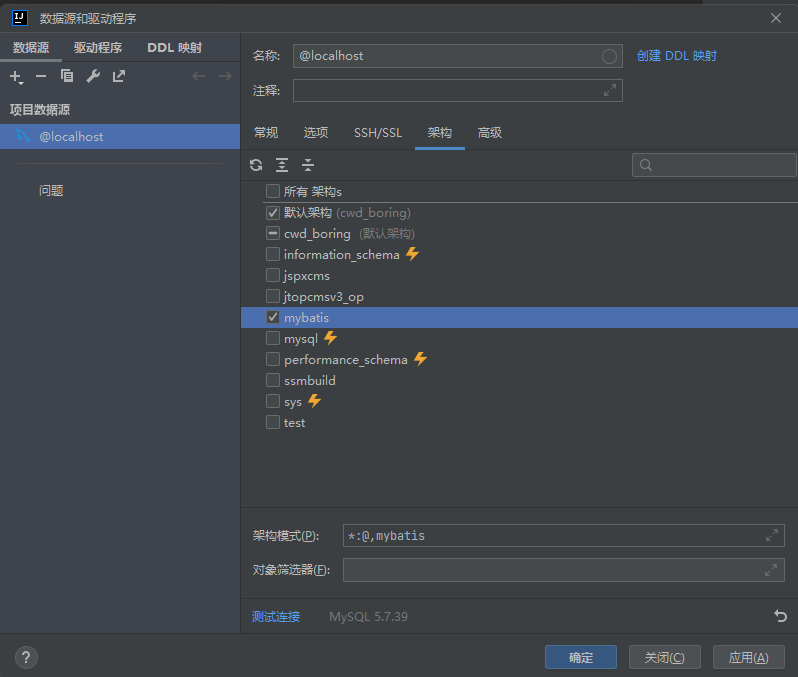 数据源和驱动程序
数据源 驱动程序 DDL 映射
项目数据源
@localhost
问题
名称: @localhost 创建 DDL 映射
注释:
常规 选项 SSH/SSL 架构 高级
所有 架构s
默认架构 (cwd_boring)
cwd_boring (默认架构)
information_schema
jspxcms
jtopcmsv3_op
mybatis
mysql
performance_schema
ssmbuild
sys
test
架构模式(P): *:@,mybatis
对象筛选器(F):
测试连接 MySQL 5.7.39
? 确定 关闭(C) 应用(A)